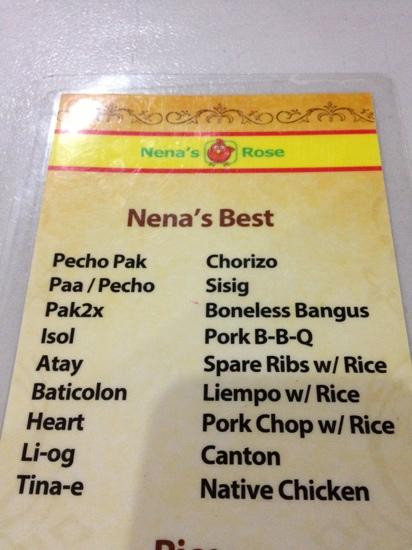 Nena's Rose
Nena's Best
Pecho Pak
Paa / Pecho
Pak2x
Isol
Atay
Baticolon
Heart
Li-og
Tina-e
Chorizo
Sisig
Boneless Bangus
Pork B-B-Q
Spare Ribs w/ Rice
Liempo w/ Rice
Pork Chop w/ Rice
Canton
Native Chicken